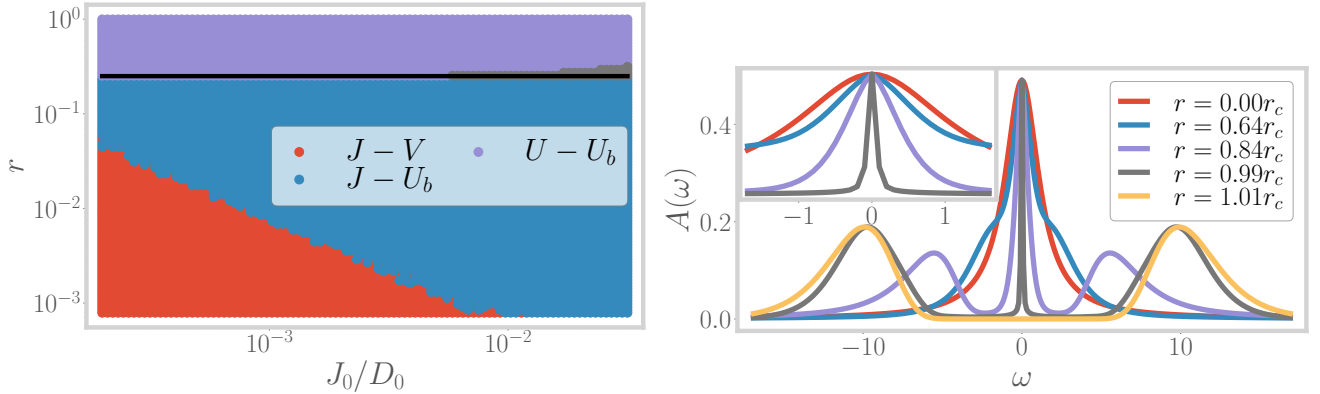 10^0
10^{-1}
10^{-2}
10^{-3}
r
J − V
J − U_b
U − U_b
10^{-3}
10^{-2}
J_0/D_0
0.4
0.2
0.0
A(ω)
−1
0
1
r = 0.00r_c
r = 0.64r_c
r = 0.84r_c
r = 0.99r_c
r = 1.01r_c
−10
0
10
ω